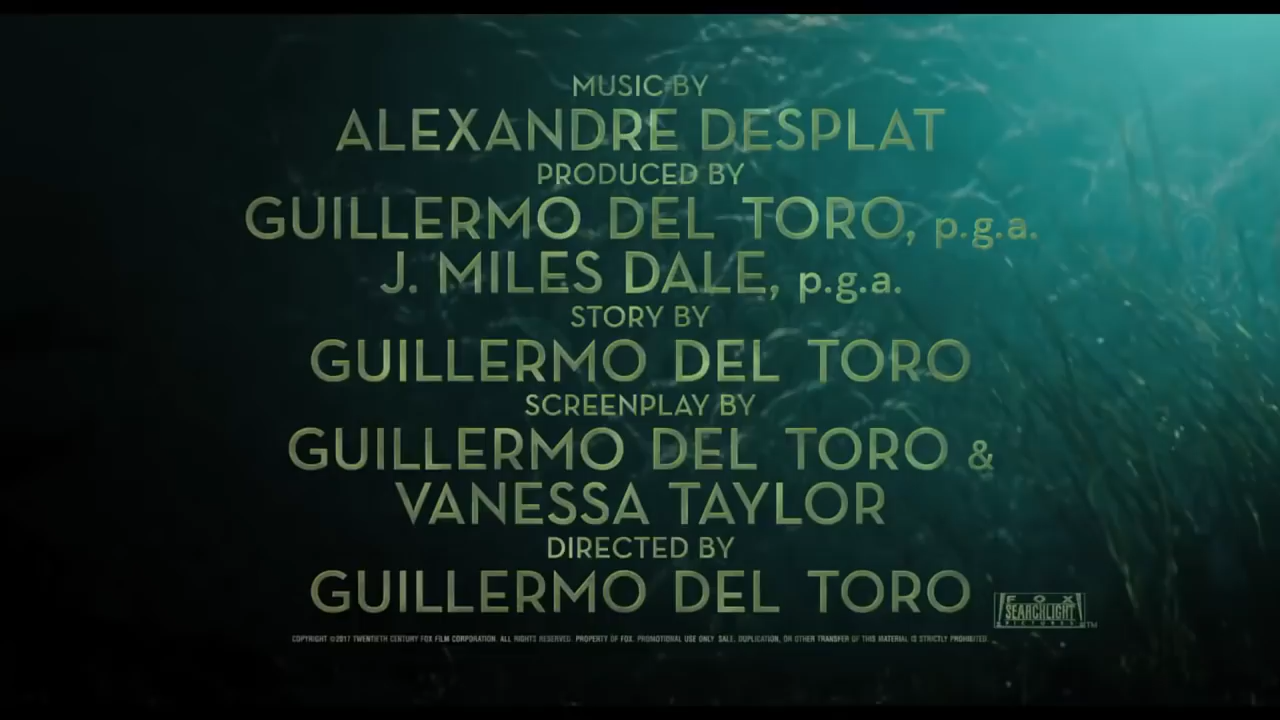 MUSIC BY
ALEXANDRE DESPLAT
PRODUCED BY
GUILLERMO DEL TORO, p.g.a.
J. MILES DALE, p.g.a.
STORY BY
GUILLERMO DEL TORO
SCREENPLAY BY
GUILLERMO DEL TORO &
VANESSA TAYLOR
DIRECTED BY
GUILLERMO DEL TORO
FOX
SEARCHLIGHT
PICTURES
TM
COPYRIGHT ©2017 TWENTIETH CENTURY FOX FILM CORPORATION. ALL RIGHTS RESERVED. PROPERTY OF FOX. PROMOTIONAL USE ONLY. SALE, DUPLICATION, OR OTHER TRANSFER OF THIS MATERIAL IS STRICTLY PROHIBITED.